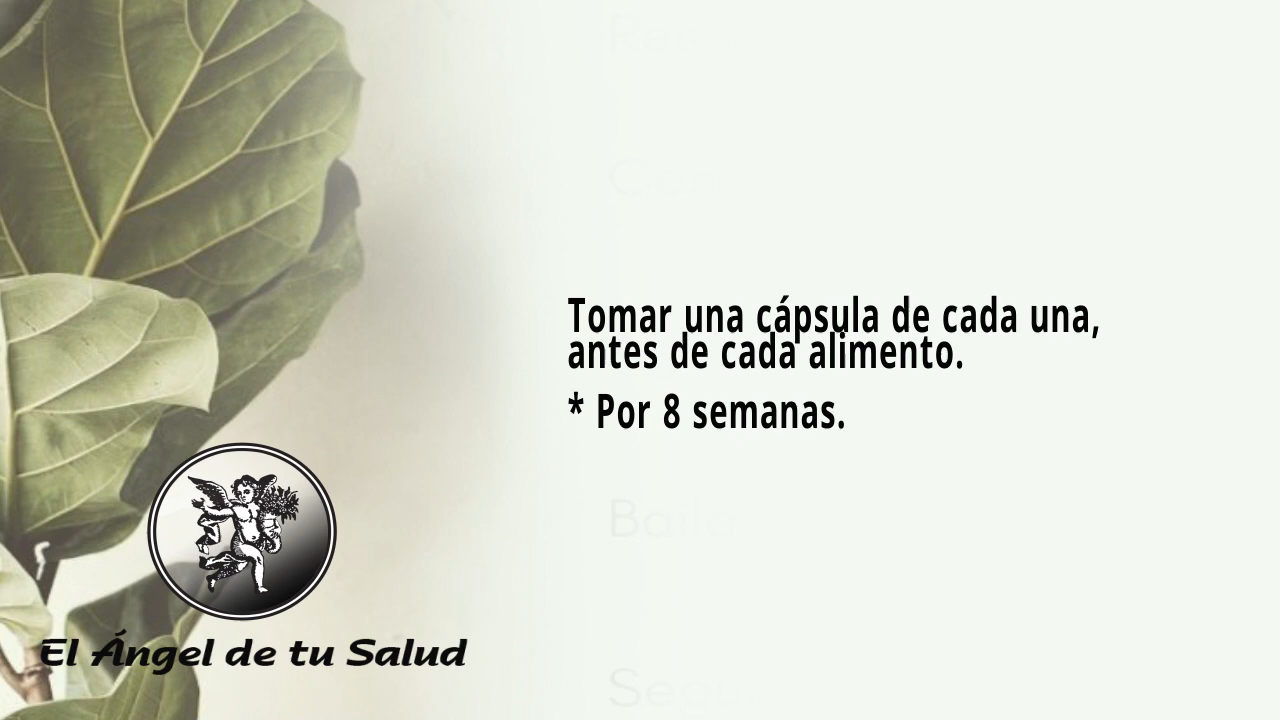 Tomar una cápsula de cada una,
antes de cada alimento.
* Por 8 semanas.
El Ángel de tu Salud